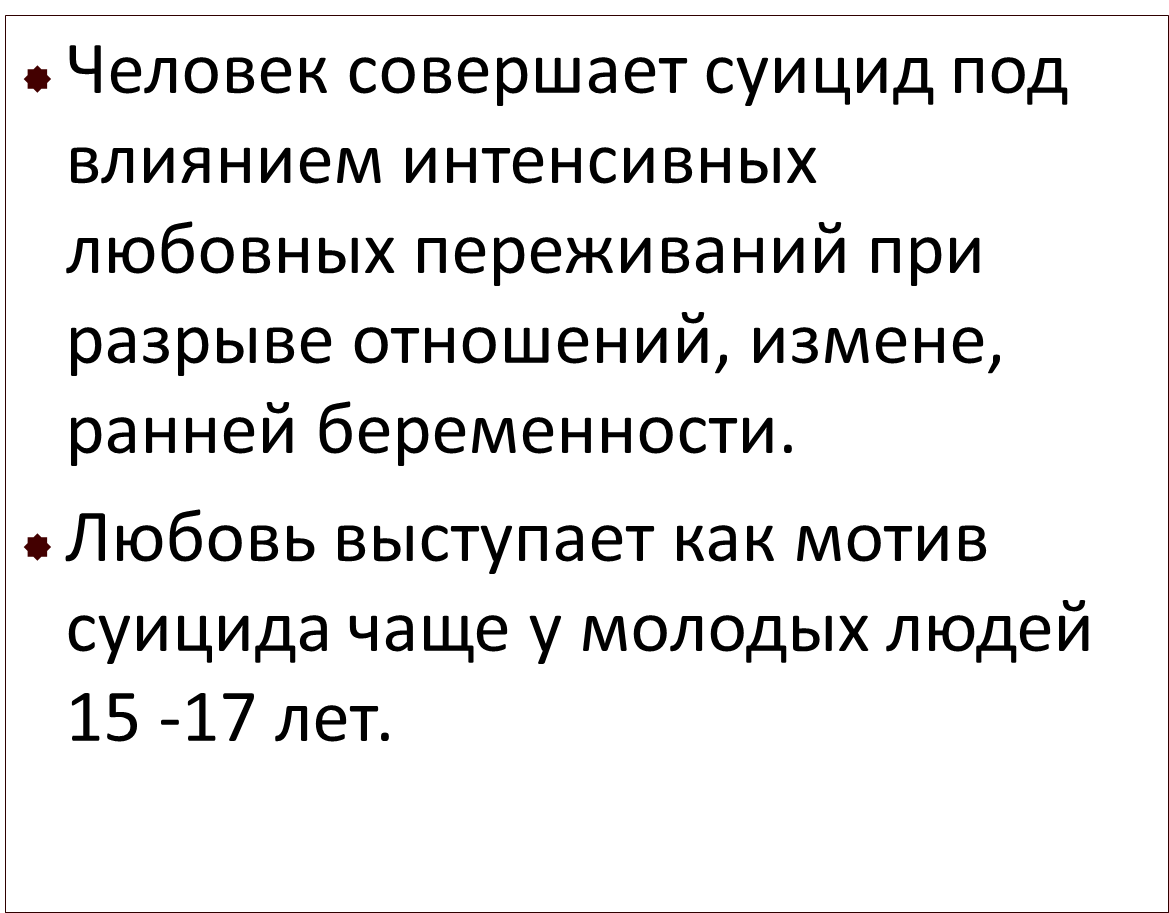 Человек совершает суицид под
влиянием интенсивных
любовных переживаний при
разрыве отношений, измене,
ранней беременности.
Любовь выступает как мотив
суицида чаще у молодых людей
15 -17 лет.